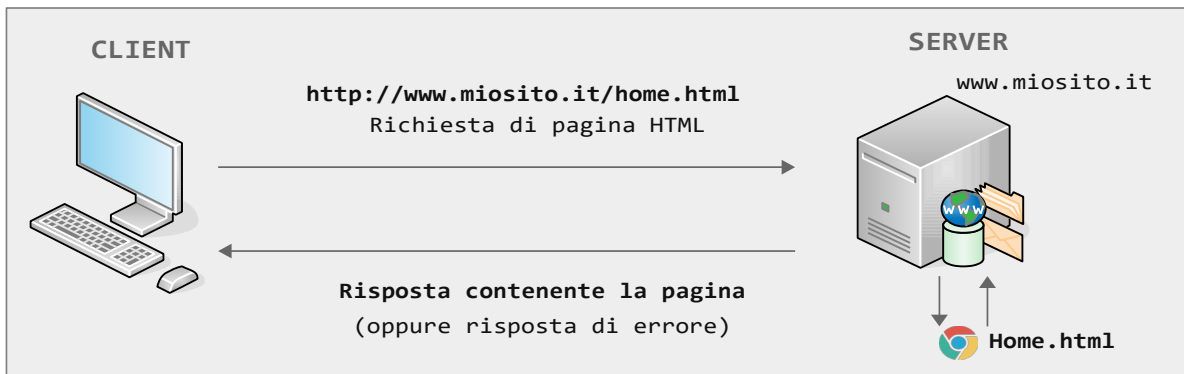 CLIENT
SERVER
www.miosito.it
http://www.miosito.it/home.html
Richiesta di pagina HTML
WWW
Risposta contenente la pagina
(oppure risposta di errore)
Home.html